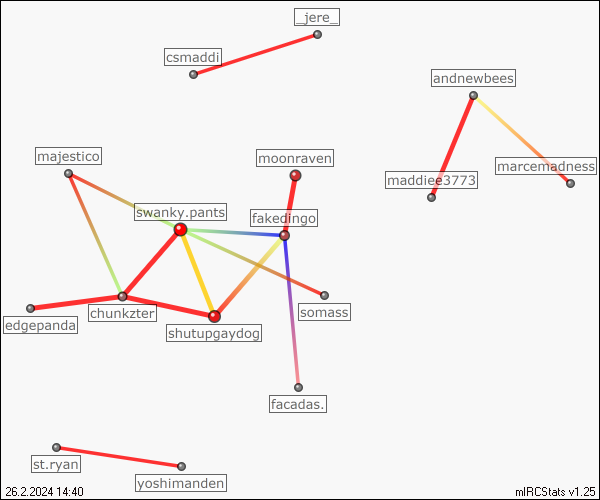 _jere_
csmaddi
andnewbees
majestico
moonraven
marcemadness
maddiee3773
swanky.pants
fakedingo
chunkzter
somass
edgepanda
shutupgaydog
facadas.
st.ryan
yoshimanden
26.2.2024 14:40
mIRCStats v1.25